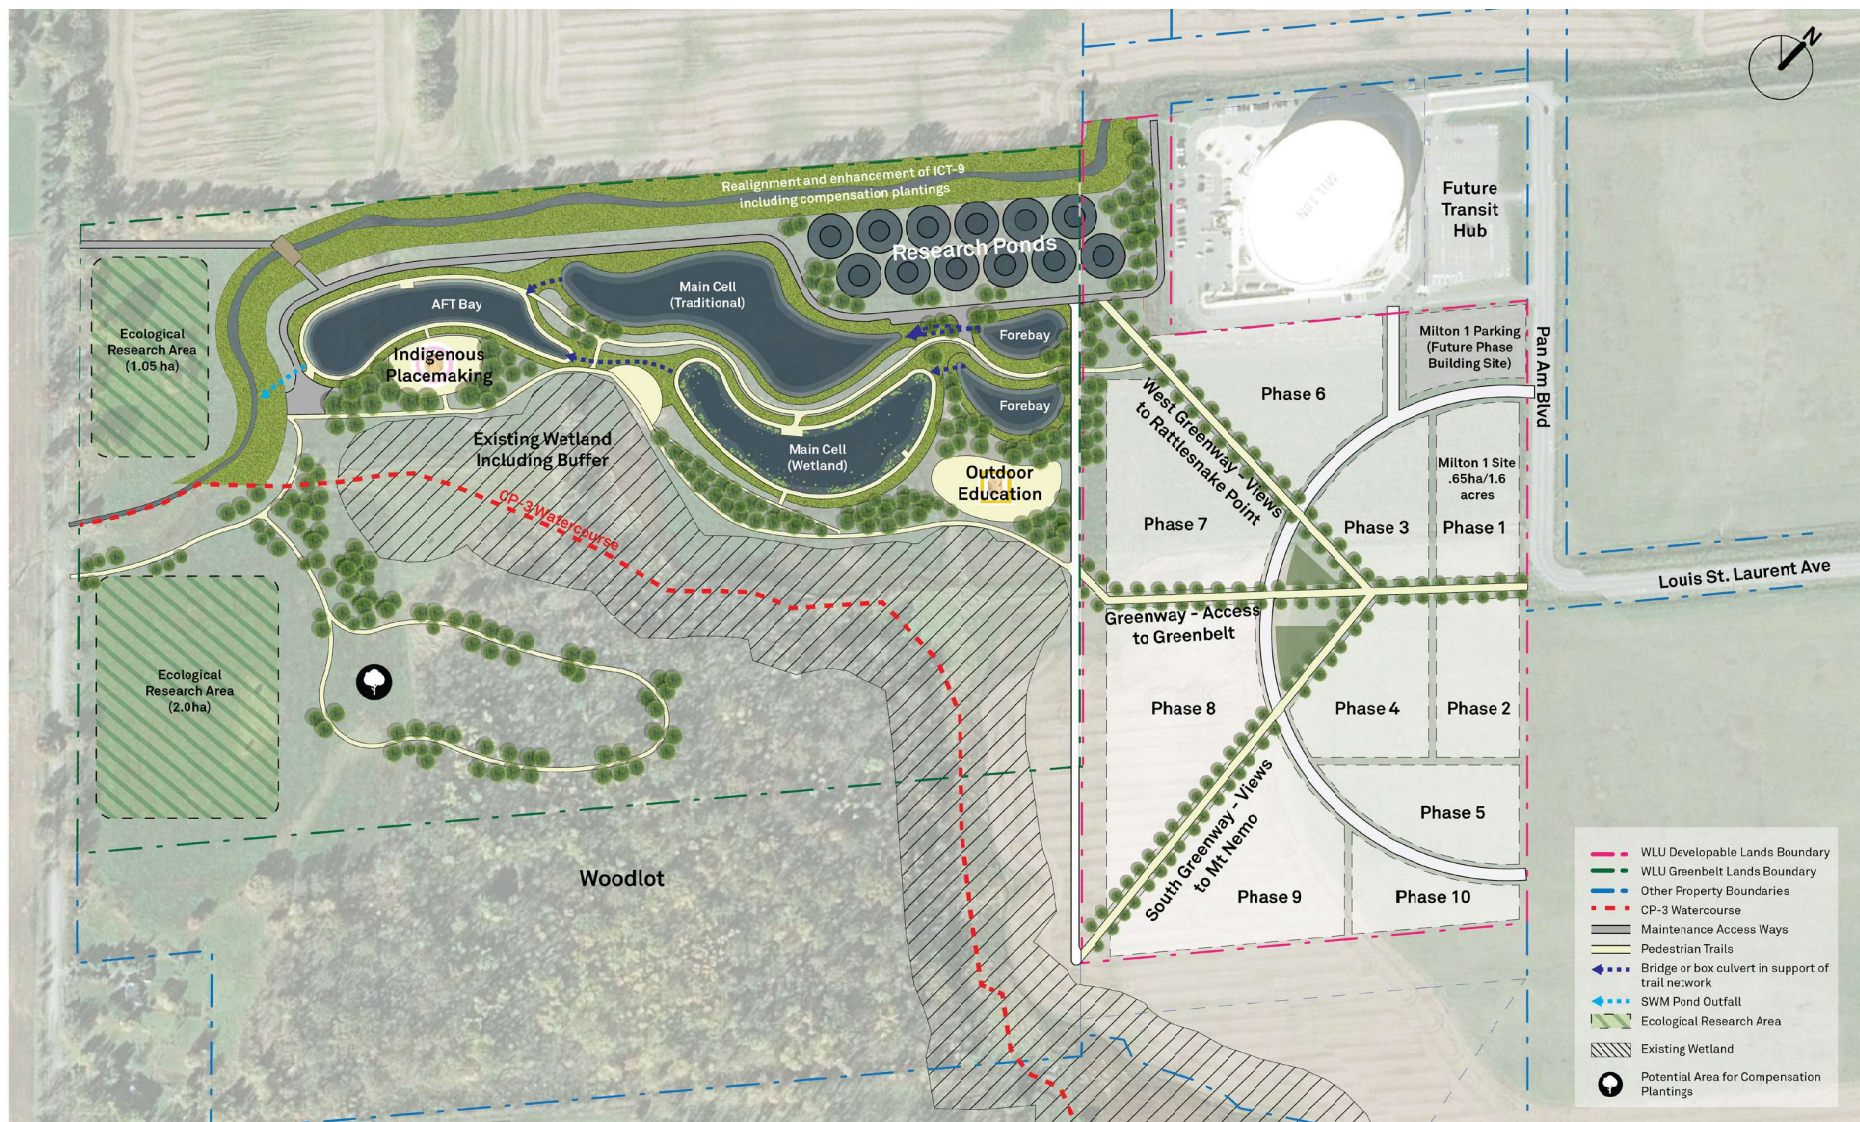 N
Realignment and enhancement of ICT-9
including compensation plantings
Research Ponds
MILTON
Future
Transit
Hub
Ecological
Research Area
(1.05 ha)
AFT Bay
Main Cell
(Traditional)
Forebay
Indigenous
Placemaking
Forebay
Main Cell
(Wetland)
Existing Wetland
Including Buffer
Outdoor
Education
CP-3 Watercourse
Milton 1 Parking
(Future Phase
Building Site)
Pan Am Blvd
Phase 6
West Greenway - Views
to Rattlesnake Point
Milton 1 Site
.65ha/1.6
acres
Phase 7
Phase 3
Phase 1
Louis St. Laurent Ave
Greenway - Access
to Greenbelt
Ecological
Research Area
(2.0ha)
Phase 8
Phase 4
Phase 2
South Greenway - Views
to Mt Nemo
Phase 5
Woodlot
Phase 9
Phase 10
WLU Developable Lands Boundary
WLU Greenbelt Lands Boundary
Other Property Boundaries
CP-3 Watercourse
Maintenance Access Ways
Pedestrian Trails
Bridge or box culvert in support of
trail network
SWM Pond Outfall
Ecological Research Area
Existing Wetland
Potential Area for Compensation
Plantings